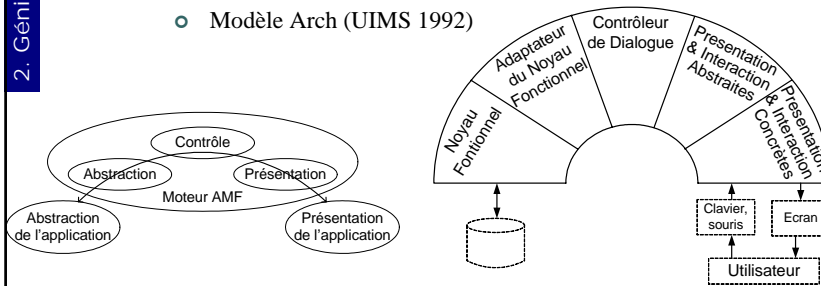 2. Géni
Modèle Arch (UIMS 1992)
Contrôle
Abstraction
Présentation
Moteur AMF
Abstraction
de l'application
Présentation
de l'application
Noyau
Fontionnel
Adaptateur
du Noyau
Fonctionnel
Contrôleur
de Dialogue
Presentation
& Interaction
Abstraites
Presentation
& Interaction
Concrètes
Clavier,
souris
Ecran
Utilisateur